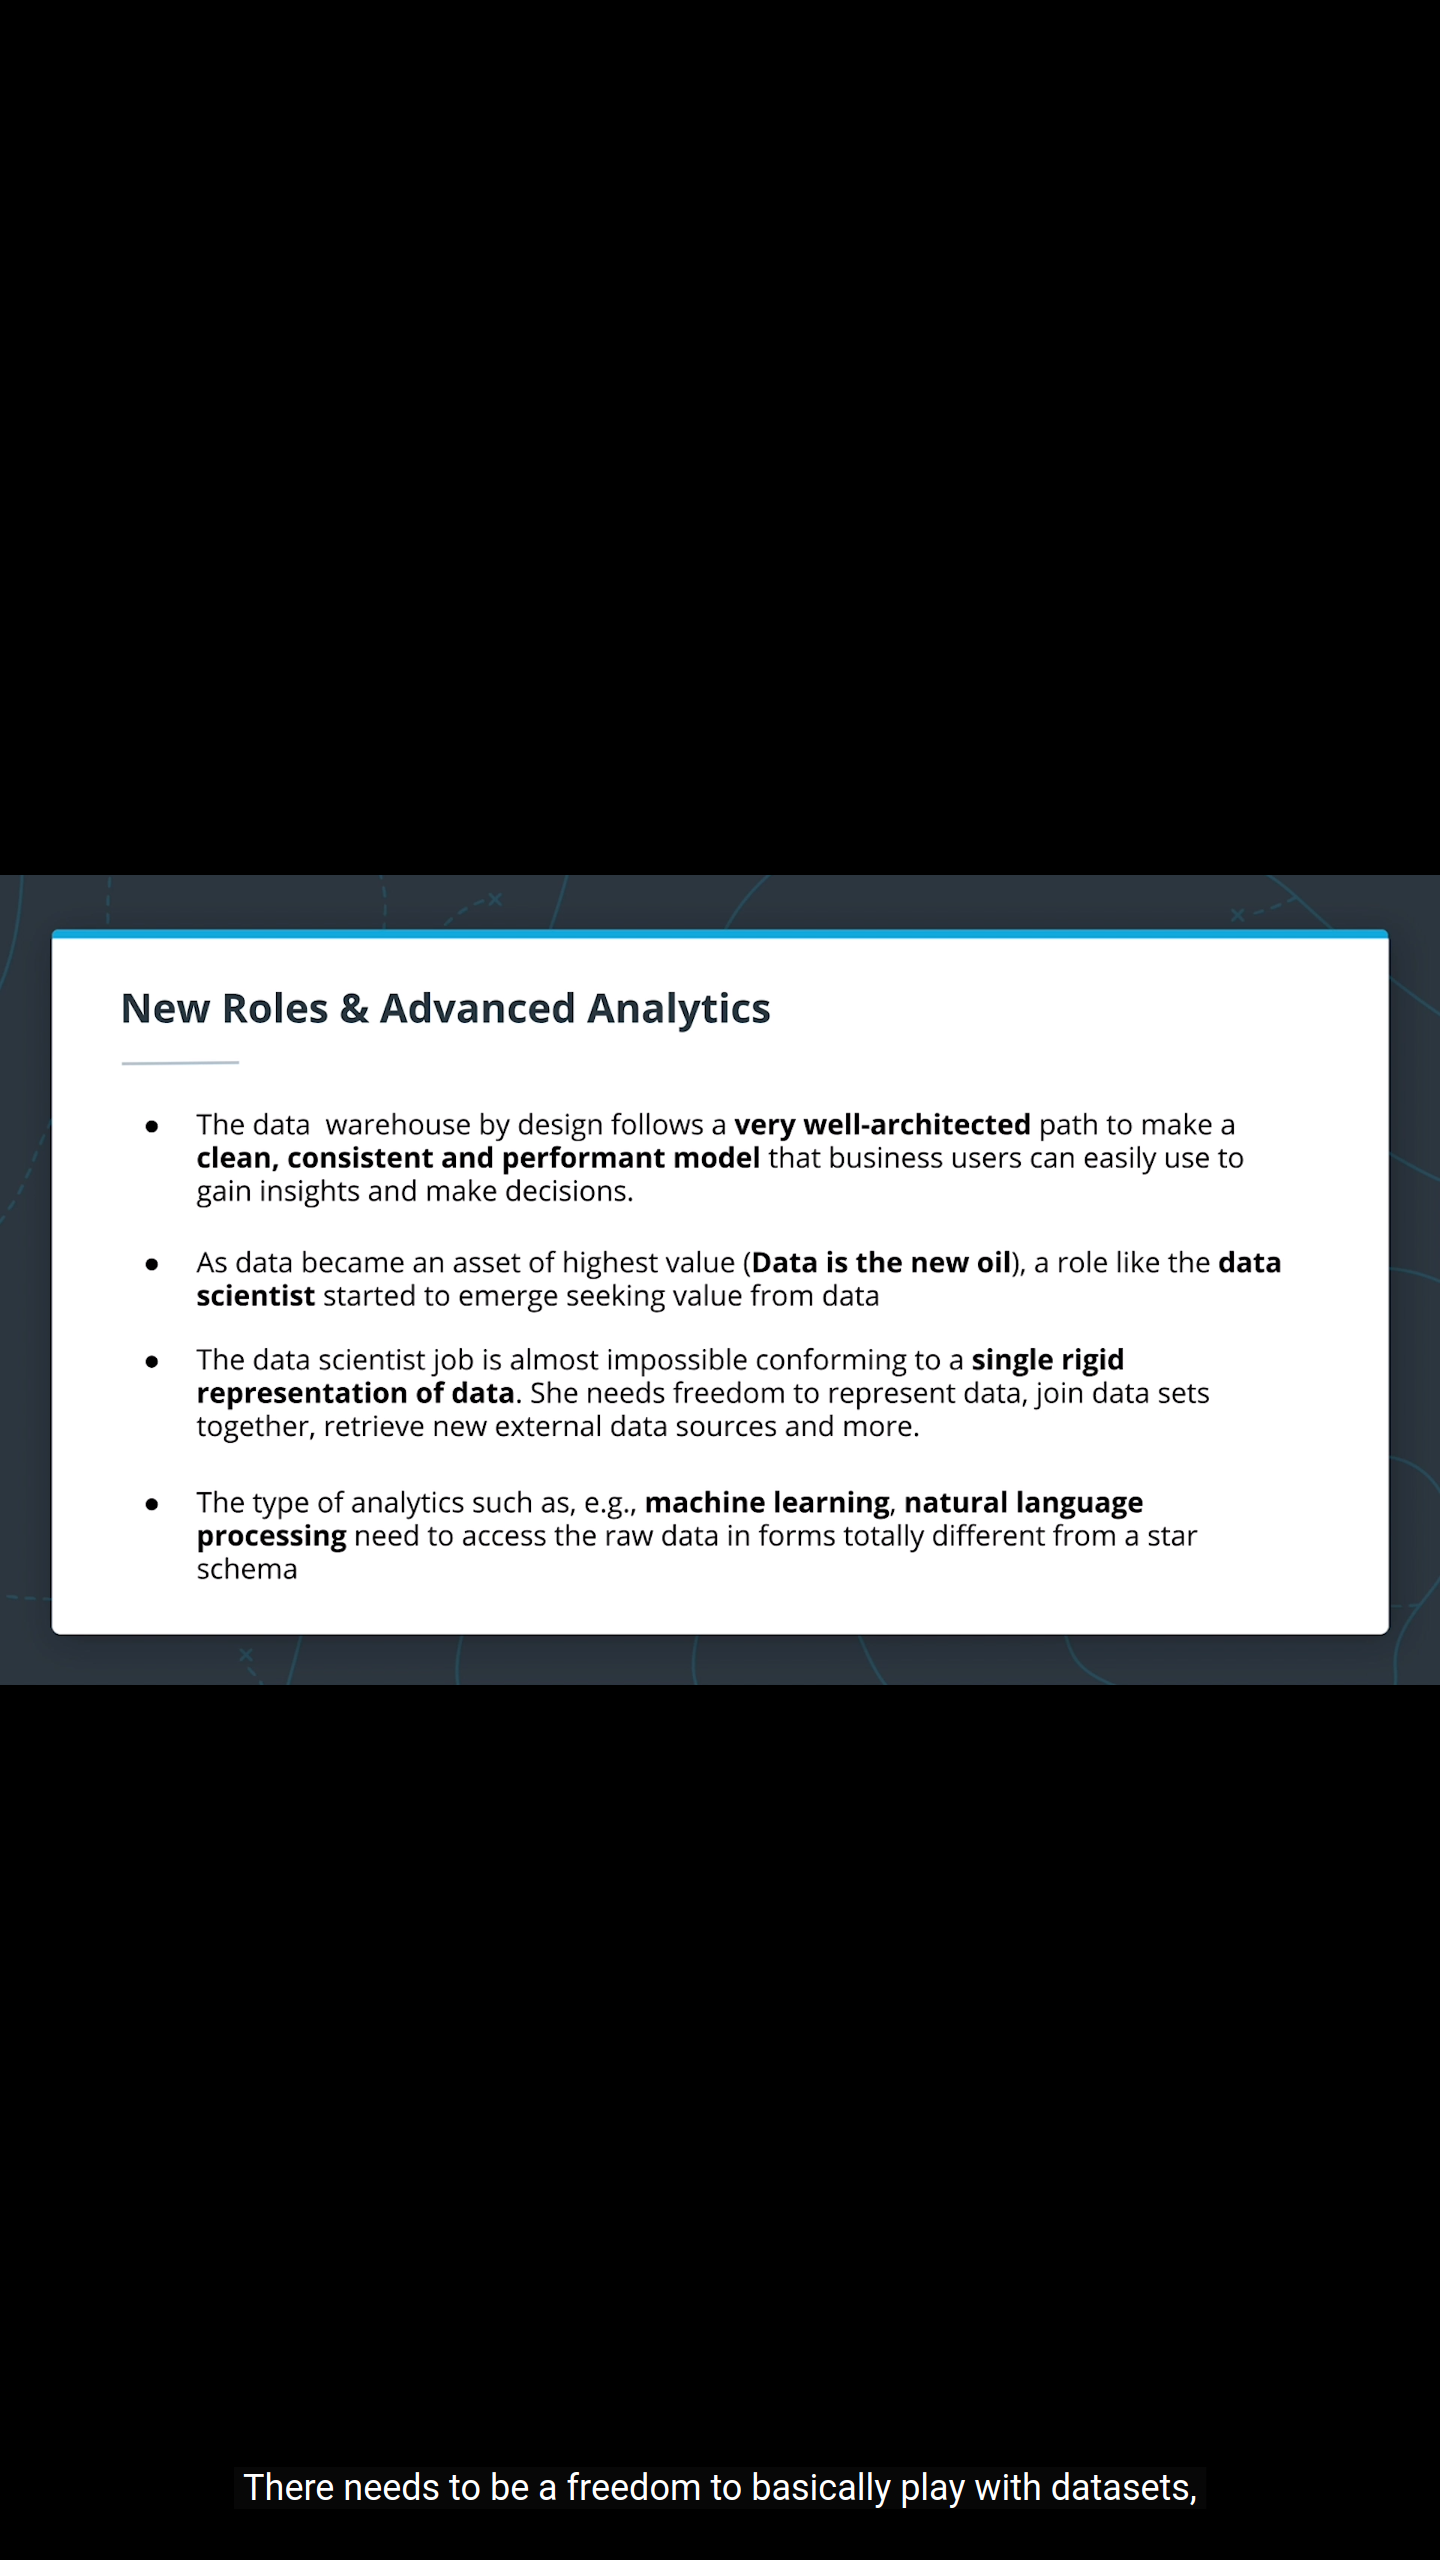 New Roles & Advanced Analytics
● The data  warehouse by design follows a very well-architected path to make a
clean, consistent and performant model that business users can easily use to
gain insights and make decisions.
● As data became an asset of highest value (Data is the new oil), a role like the data
scientist started to emerge seeking value from data
● The data scientist job is almost impossible conforming to a single rigid
representation of data. She needs freedom to represent data, join data sets
together, retrieve new external data sources and more.
● The type of analytics such as, e.g., machine learning, natural language
processing need to access the raw data in forms totally different from a star
schema
There needs to be a freedom to basically play with datasets,